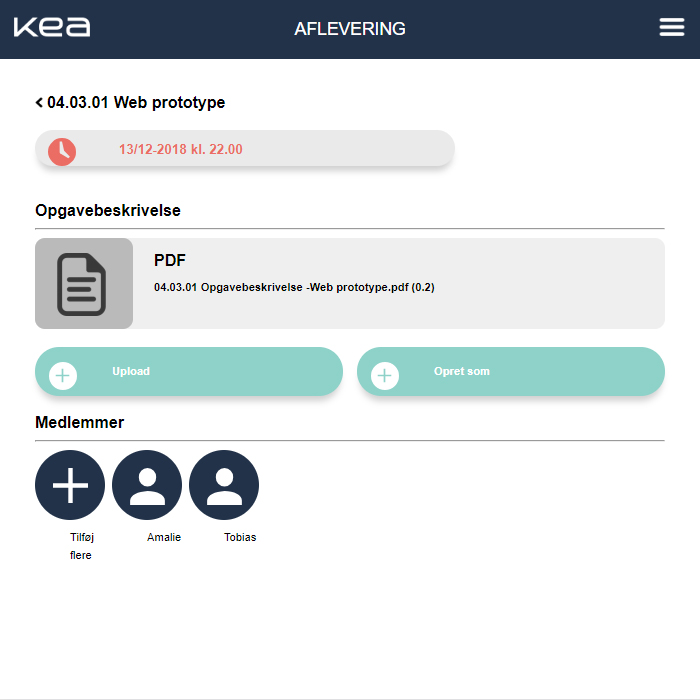 kea
AFLEVERING
04.03.01 Web prototype
13/12-2018 kl. 22.00
Opgavebeskrivelse
PDF
04.03.01 Opgavebeskrivelse -Web prototype.pdf (0.2)
Upload
Opret som
Medlemmer
Tilføj
flere
Amalie
Tobias